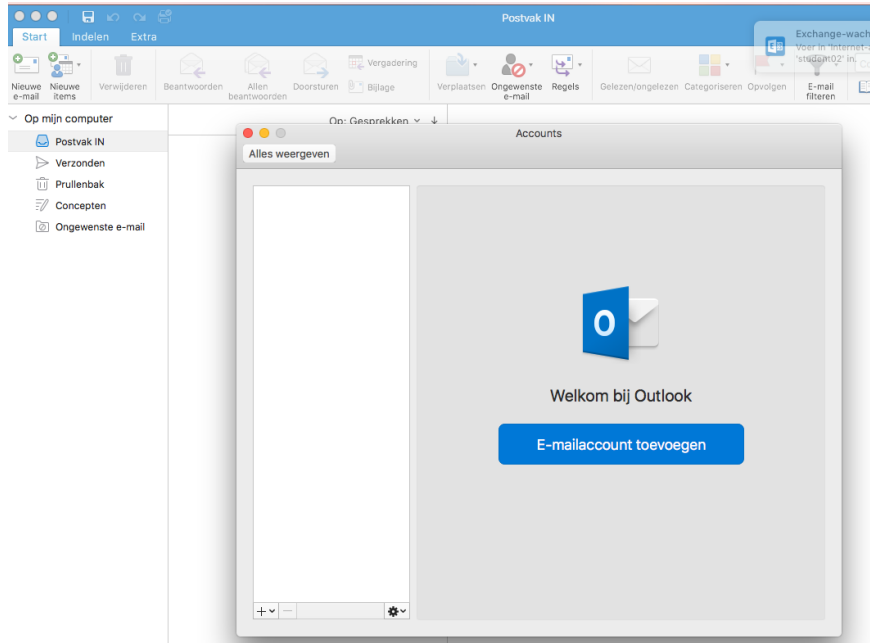 Postvak IN
Start Indelen Extra
Exchange-wach
Voer in 'Internet-a
'student02' in.
Nieuwe e-mail
Nieuwe items
Verwijderen
Beantwoorden
Allen beantwoorden
Doorsturen
Vergadering
Bijlage
Verplaatsen
Ongewenste e-mail
Regels
Gelezen/ongelezen
Categoriseren
Opvolgen
E-mail filteren
Op mijn computer
Op: Gesprekken
Postvak IN
Verzonden
Prullenbak
Concepten
Ongewenste e-mail
Accounts
Alles weergeven
O
Welkom bij Outlook
E-mailaccount toevoegen